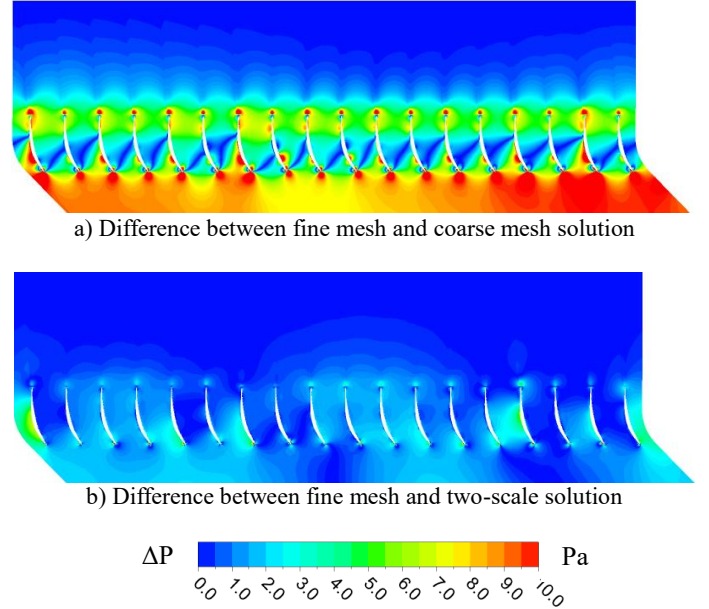 a) Difference between fine mesh and coarse mesh solution
b) Difference between fine mesh and two-scale solution
ΔP Pa
0.0 1.0 2.0 3.0 4.0 5.0 6.0 7.0 8.0 9.0 10.0